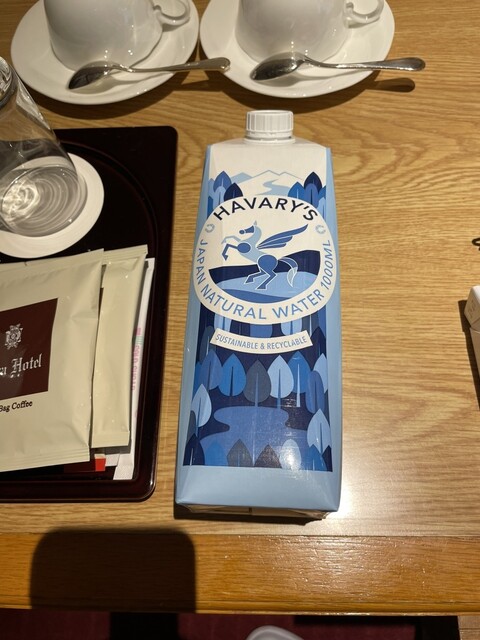 HAVARY'S
JAPAN NATURAL WATER 1000ML
SUSTAINABLE & RECYCLABLE
Hotel
Bag Coffee